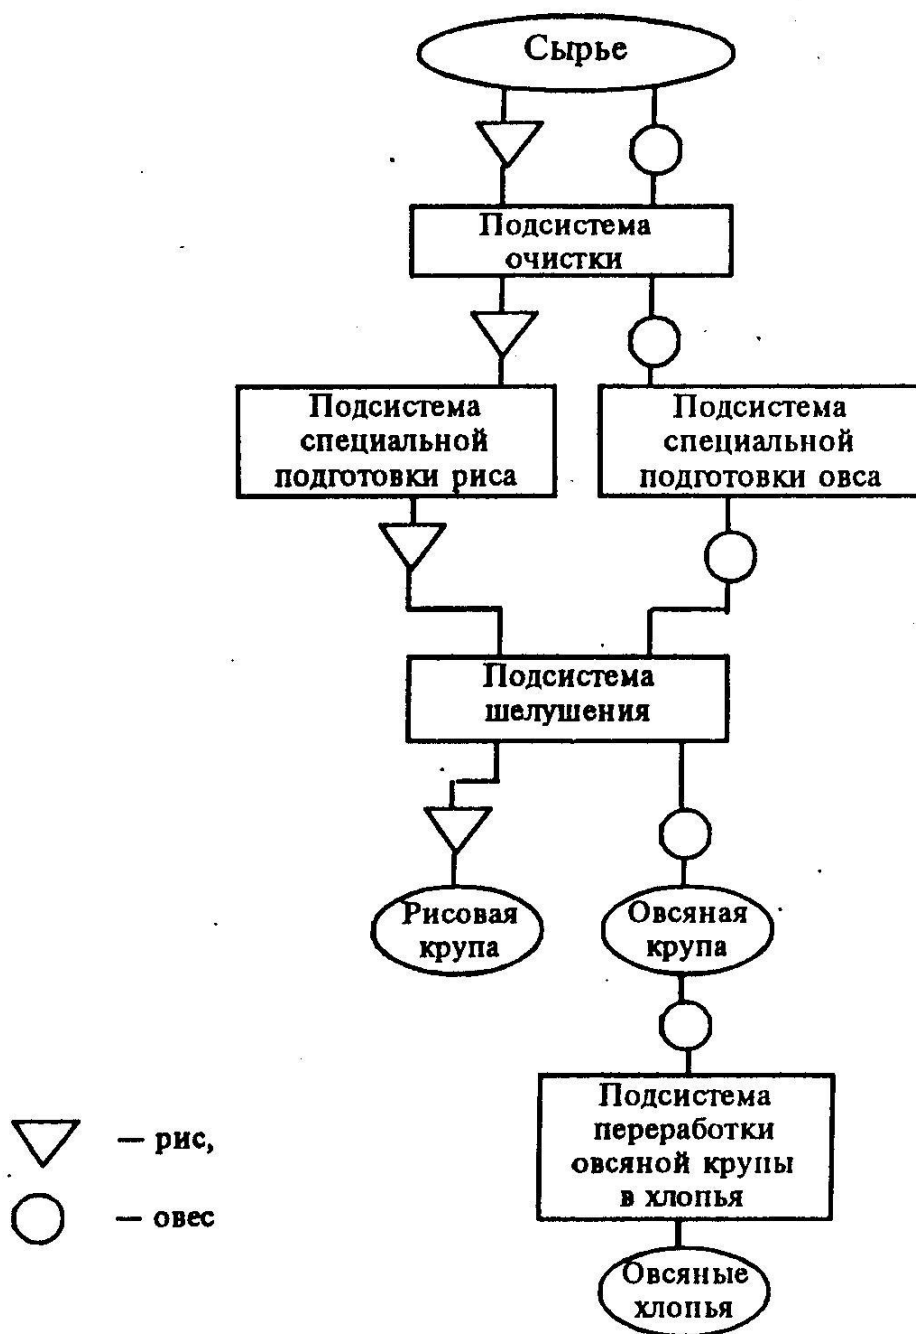 Сырье
Подсистема
очистки
Подсистема
специальной
подготовки риса
Подсистема
специальной
подготовки овса
Подсистема
шелушения
Рисовая
крупа
Овсяная
крупа
Подсистема
переработки
овсяной крупы
в хлопья
— рис,
— овес
Овсяные
хлопья